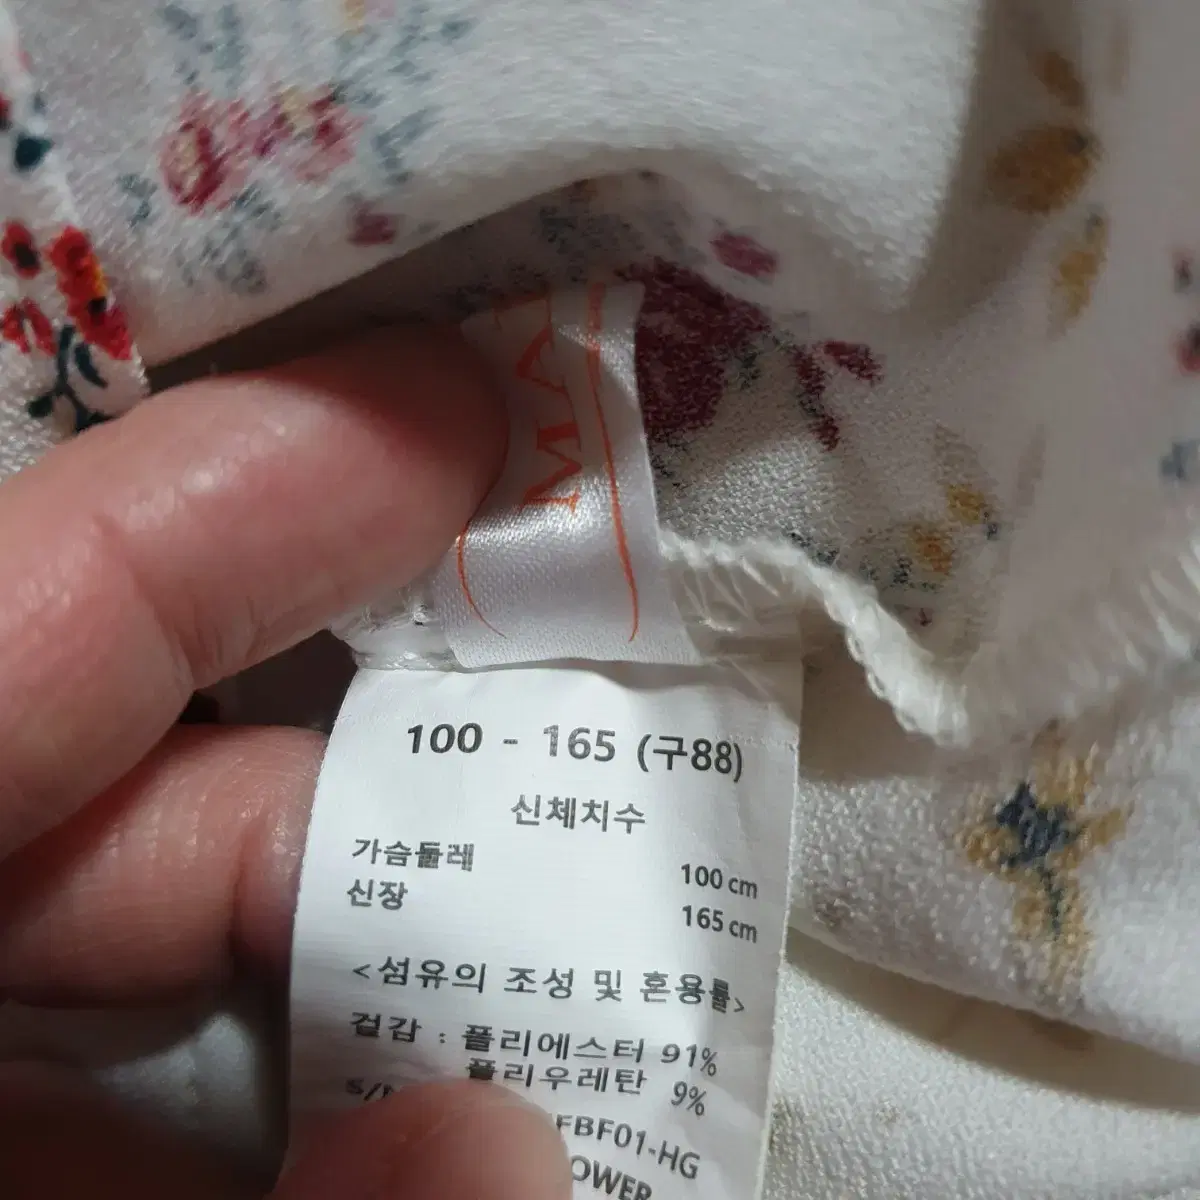 100 - 165 (구88)
신체치수
가슴둘레 100 cm
신장 165 cm
<섬유의 조성 및 혼용률>
겉감 : 폴리에스터 91%
폴리우레탄 9%
FBF01-HG